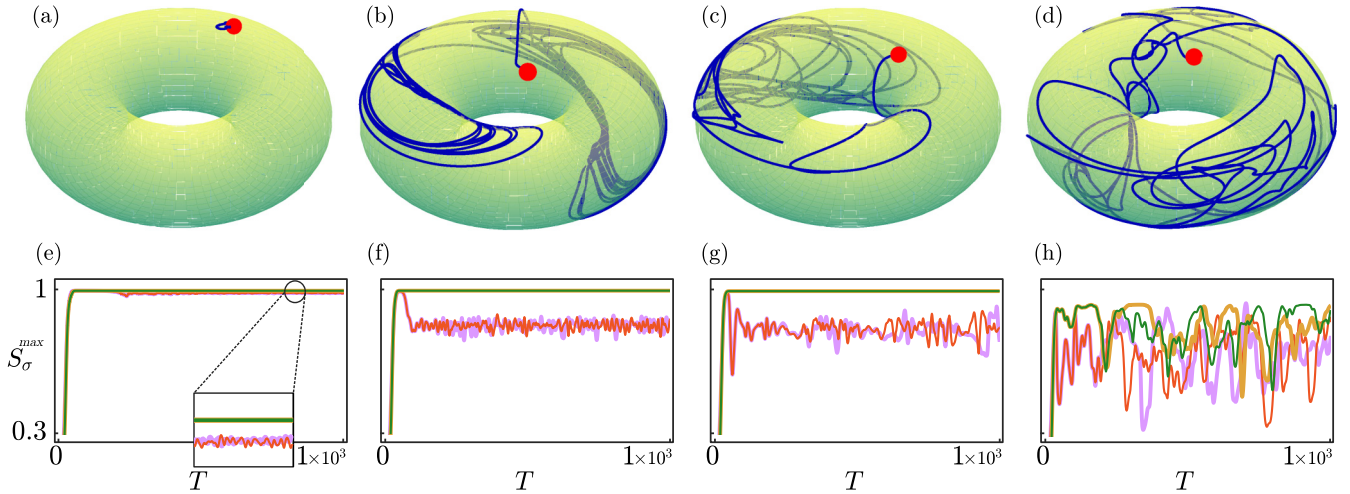 (a) (b) (c) (d)
(e) (f) (g) (h)
1
S_σ^max
0.3
0 1×10³ 0 1×10³ 0 1×10³ 0 1×10³
T T T T